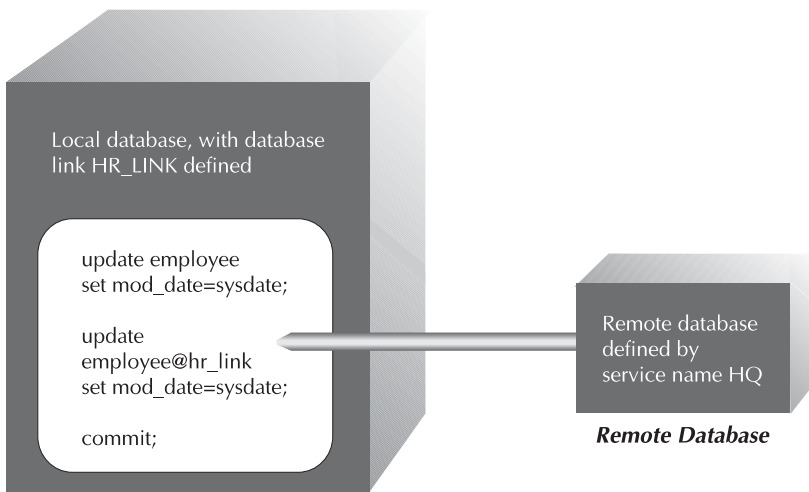 Local database, with database
link HR_LINK defined
update employee
set mod_date=sysdate;
update
employee@hr_link
set mod_date=sysdate;
commit;
Remote database
defined by
service name HQ
Remote Database